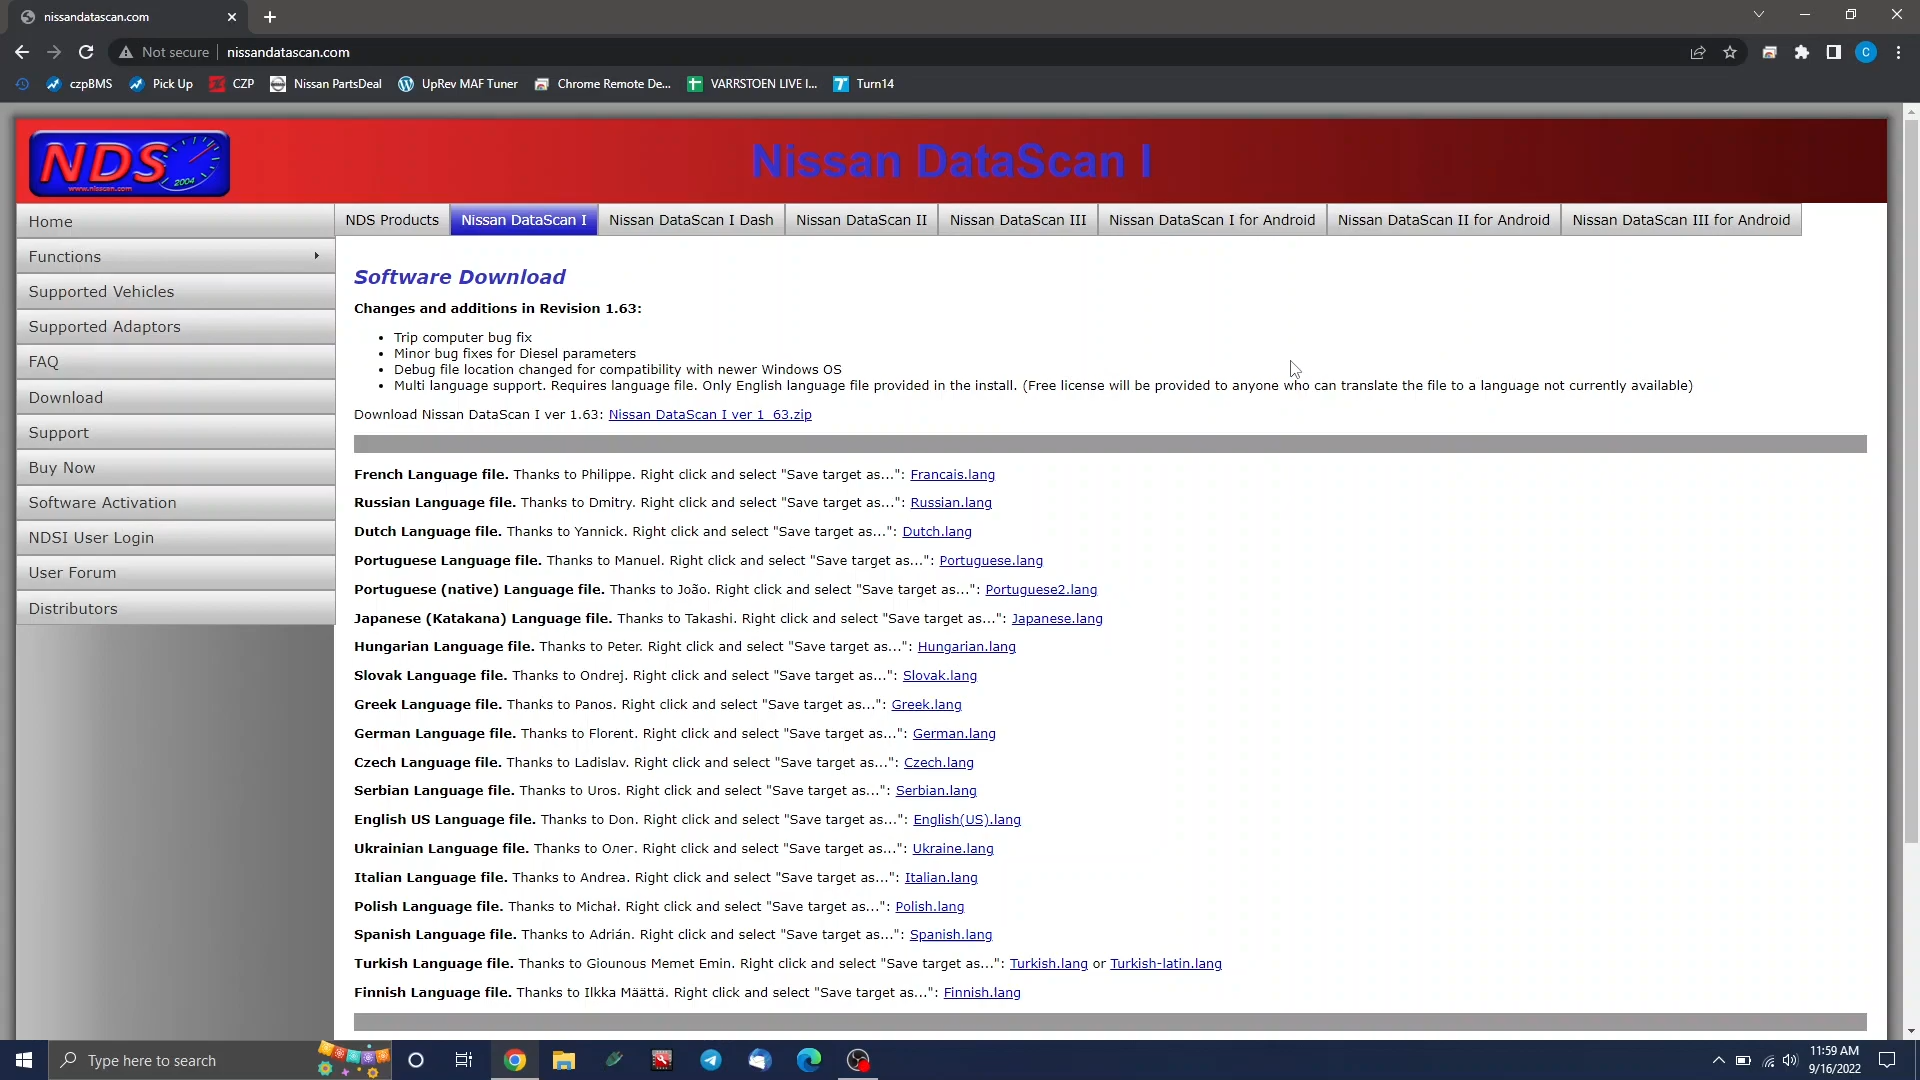 nissandatascan.com
Not secure nissandatascan.com
C
czpBMS Pick Up CZP Nissan PartsDeal UpRev MAF Tuner Chrome Remote De... VARRSTOEN LIVE I... Turn14
NDS
2004
www.nisscan.com
Nissan DataScan I
Home
Functions
Supported Vehicles
Supported Adaptors
FAQ
Download
Support
Buy Now
Software Activation
NDSI User Login
User Forum
Distributors
NDS Products Nissan DataScan I Nissan DataScan I Dash Nissan DataScan II Nissan DataScan III Nissan DataScan I for Android Nissan DataScan II for Android Nissan DataScan III for Android
Software Download
Changes and additions in Revision 1.63:
• Trip computer bug fix
• Minor bug fixes for Diesel parameters
• Debug file location changed for compatibility with newer Windows OS
• Multi language support. Requires language file. Only English language file provided in the install. (Free license will be provided to anyone who can translate the file to a language not currently available)
Download Nissan DataScan I ver 1.63: Nissan DataScan I ver 1_63.zip
French Language file. Thanks to Philippe. Right click and select "Save target as...": Francais.lang
Russian Language file. Thanks to Dmitry. Right click and select "Save target as...": Russian.lang
Dutch Language file. Thanks to Yannick. Right click and select "Save target as...": Dutch.lang
Portuguese Language file. Thanks to Manuel. Right click and select "Save target as...": Portuguese.lang
Portuguese (native) Language file. Thanks to João. Right click and select "Save target as...": Portuguese2.lang
Japanese (Katakana) Language file. Thanks to Takashi. Right click and select "Save target as...": Japanese.lang
Hungarian Language file. Thanks to Peter. Right click and select "Save target as...": Hungarian.lang
Slovak Language file. Thanks to Ondrej. Right click and select "Save target as...": Slovak.lang
Greek Language file. Thanks to Panos. Right click and select "Save target as...": Greek.lang
German Language file. Thanks to Florent. Right click and select "Save target as...": German.lang
Czech Language file. Thanks to Ladislav. Right click and select "Save target as...": Czech.lang
Serbian Language file. Thanks to Uros. Right click and select "Save target as...": Serbian.lang
English US Language file. Thanks to Don. Right click and select "Save target as...": English(US).lang
Ukrainian Language file. Thanks to Олег. Right click and select "Save target as...": Ukraine.lang
Italian Language file. Thanks to Andrea. Right click and select "Save target as...": Italian.lang
Polish Language file. Thanks to Michał. Right click and select "Save target as...": Polish.lang
Spanish Language file. Thanks to Adrián. Right click and select "Save target as...": Spanish.lang
Turkish Language file. Thanks to Giounous Memet Emin. Right click and select "Save target as...": Turkish.lang or Turkish-latin.lang
Finnish Language file. Thanks to Ilkka Määttä. Right click and select "Save target as...": Finnish.lang
Type here to search
11:59 AM
9/16/2022